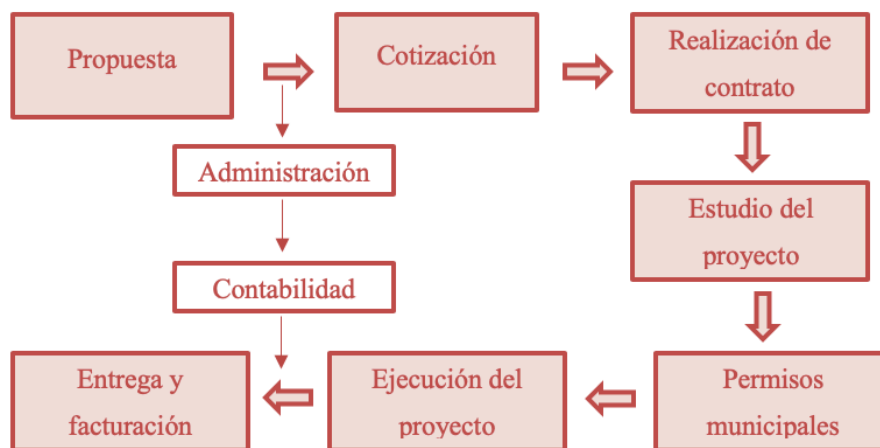 Propuesta
Cotización
Realización de
contrato
Administración
Estudio del
proyecto
Contabilidad
Entrega y
facturación
Ejecución del
proyecto
Permisos
municipales